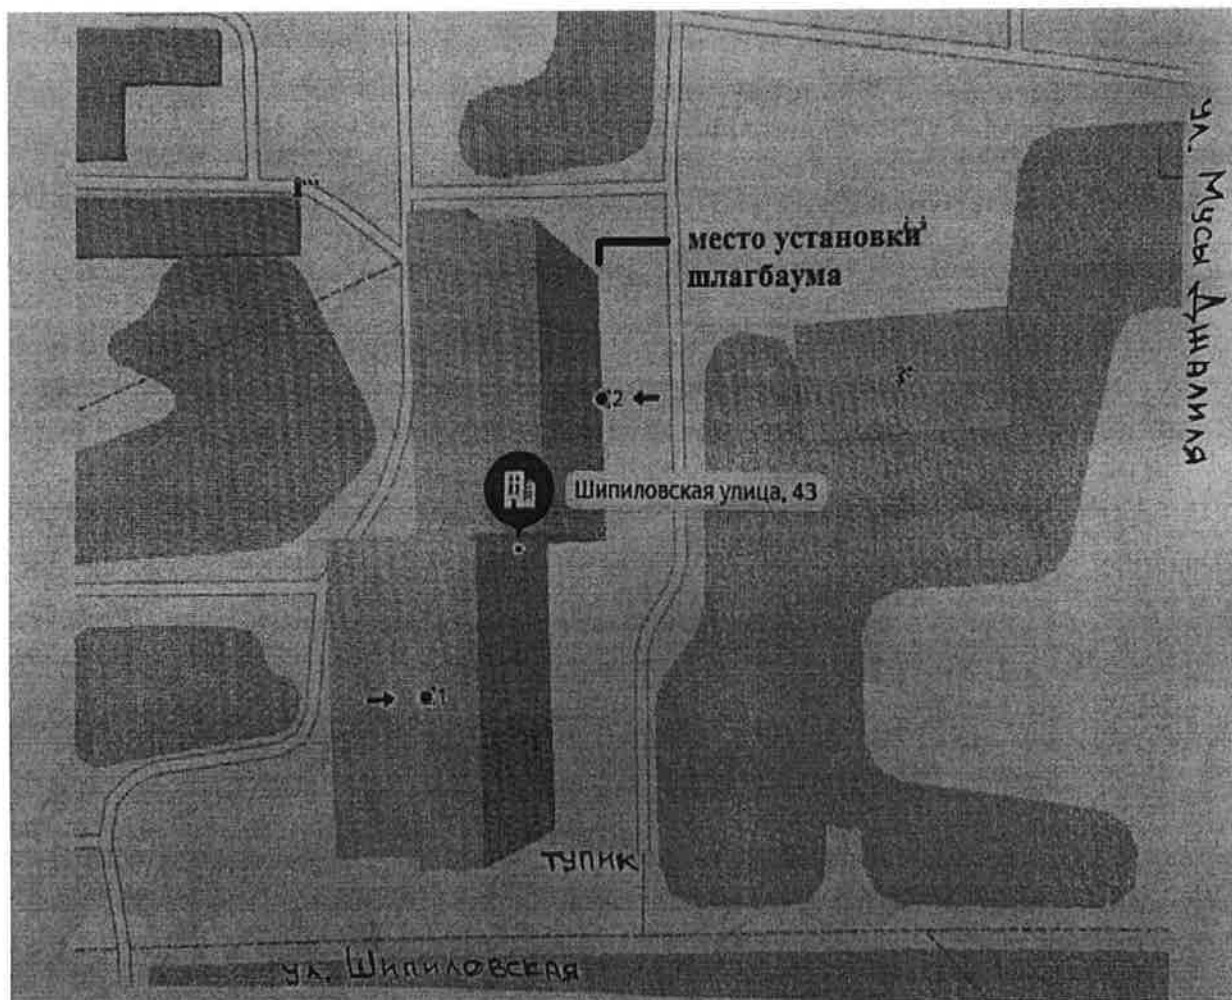 ул. Мусы Джалиля
место установки
шлагбаума
2
Шипиловская улица, 43
1
тупик
ул. Шипиловская